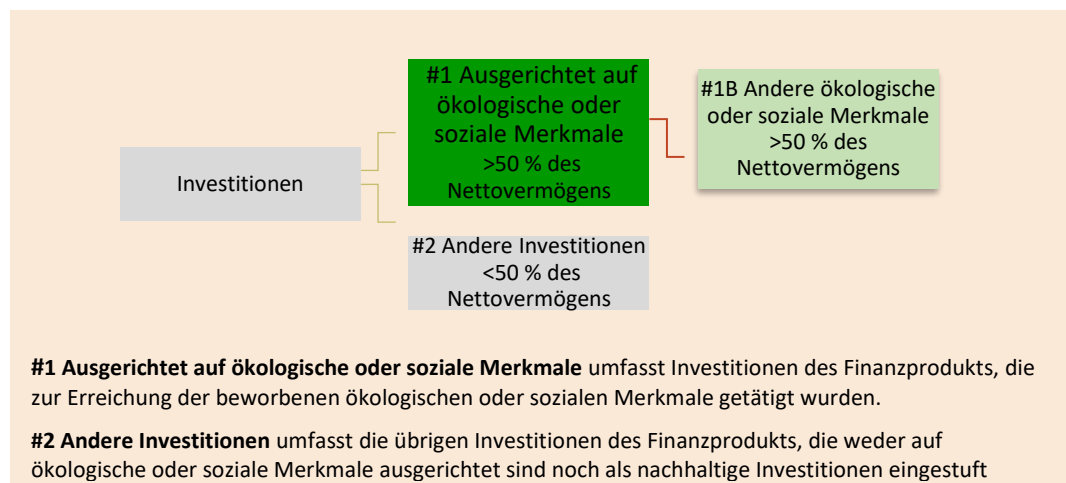 #1 Ausgerichtet auf
ökologische oder
soziale Merkmale
>50 % des
Nettovermögens
#1B Andere ökologische
oder soziale Merkmale
>50 % des
Nettovermögens
Investitionen
#2 Andere Investitionen
<50 % des
Nettovermögens
#1 Ausgerichtet auf ökologische oder soziale Merkmale umfasst Investitionen des Finanzprodukts, die
zur Erreichung der beworbenen ökologischen oder sozialen Merkmale getätigt wurden.
#2 Andere Investitionen umfasst die übrigen Investitionen des Finanzprodukts, die weder auf
ökologische oder soziale Merkmale ausgerichtet sind noch als nachhaltige Investitionen eingestuft